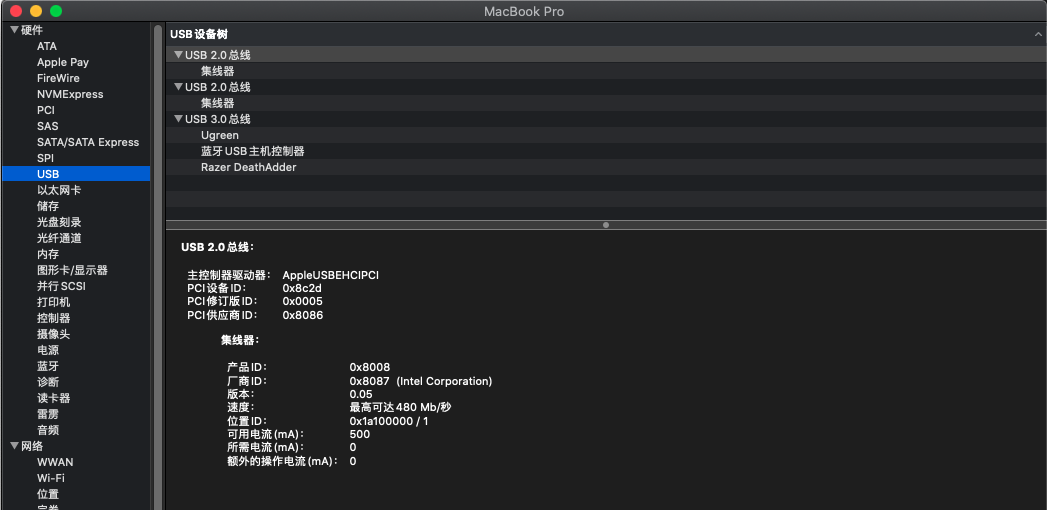 MacBook Pro
硬件
ATA
Apple Pay
FireWire
NVMExpress
PCI
SAS
SATA/SATA Express
SPI
USB
以太网卡
储存
光盘刻录
光纤通道
内存
图形卡/显示器
并行SCSI
打印机
控制器
摄像头
电源
蓝牙
诊断
读卡器
雷雳
音频
网络
WWAN
Wi-Fi
位置
USB设备树
USB 2.0总线
集线器
USB 2.0总线
集线器
USB 3.0总线
Ugreen
蓝牙USB主机控制器
Razer DeathAdder
USB 2.0总线:
主控制器驱动器: AppleUSBEHCIPCI
PCI设备ID: 0x8c2d
PCI修订版ID: 0x0005
PCI供应商ID: 0x8086
集线器:
产品ID: 0x8008
厂商ID: 0x8087 (Intel Corporation)
版本: 0.05
速度: 最高可达480 Mb/秒
位置ID: 0x1a100000 / 1
可用电流(mA): 500
所需电流(mA): 0
额外的操作电流(mA): 0